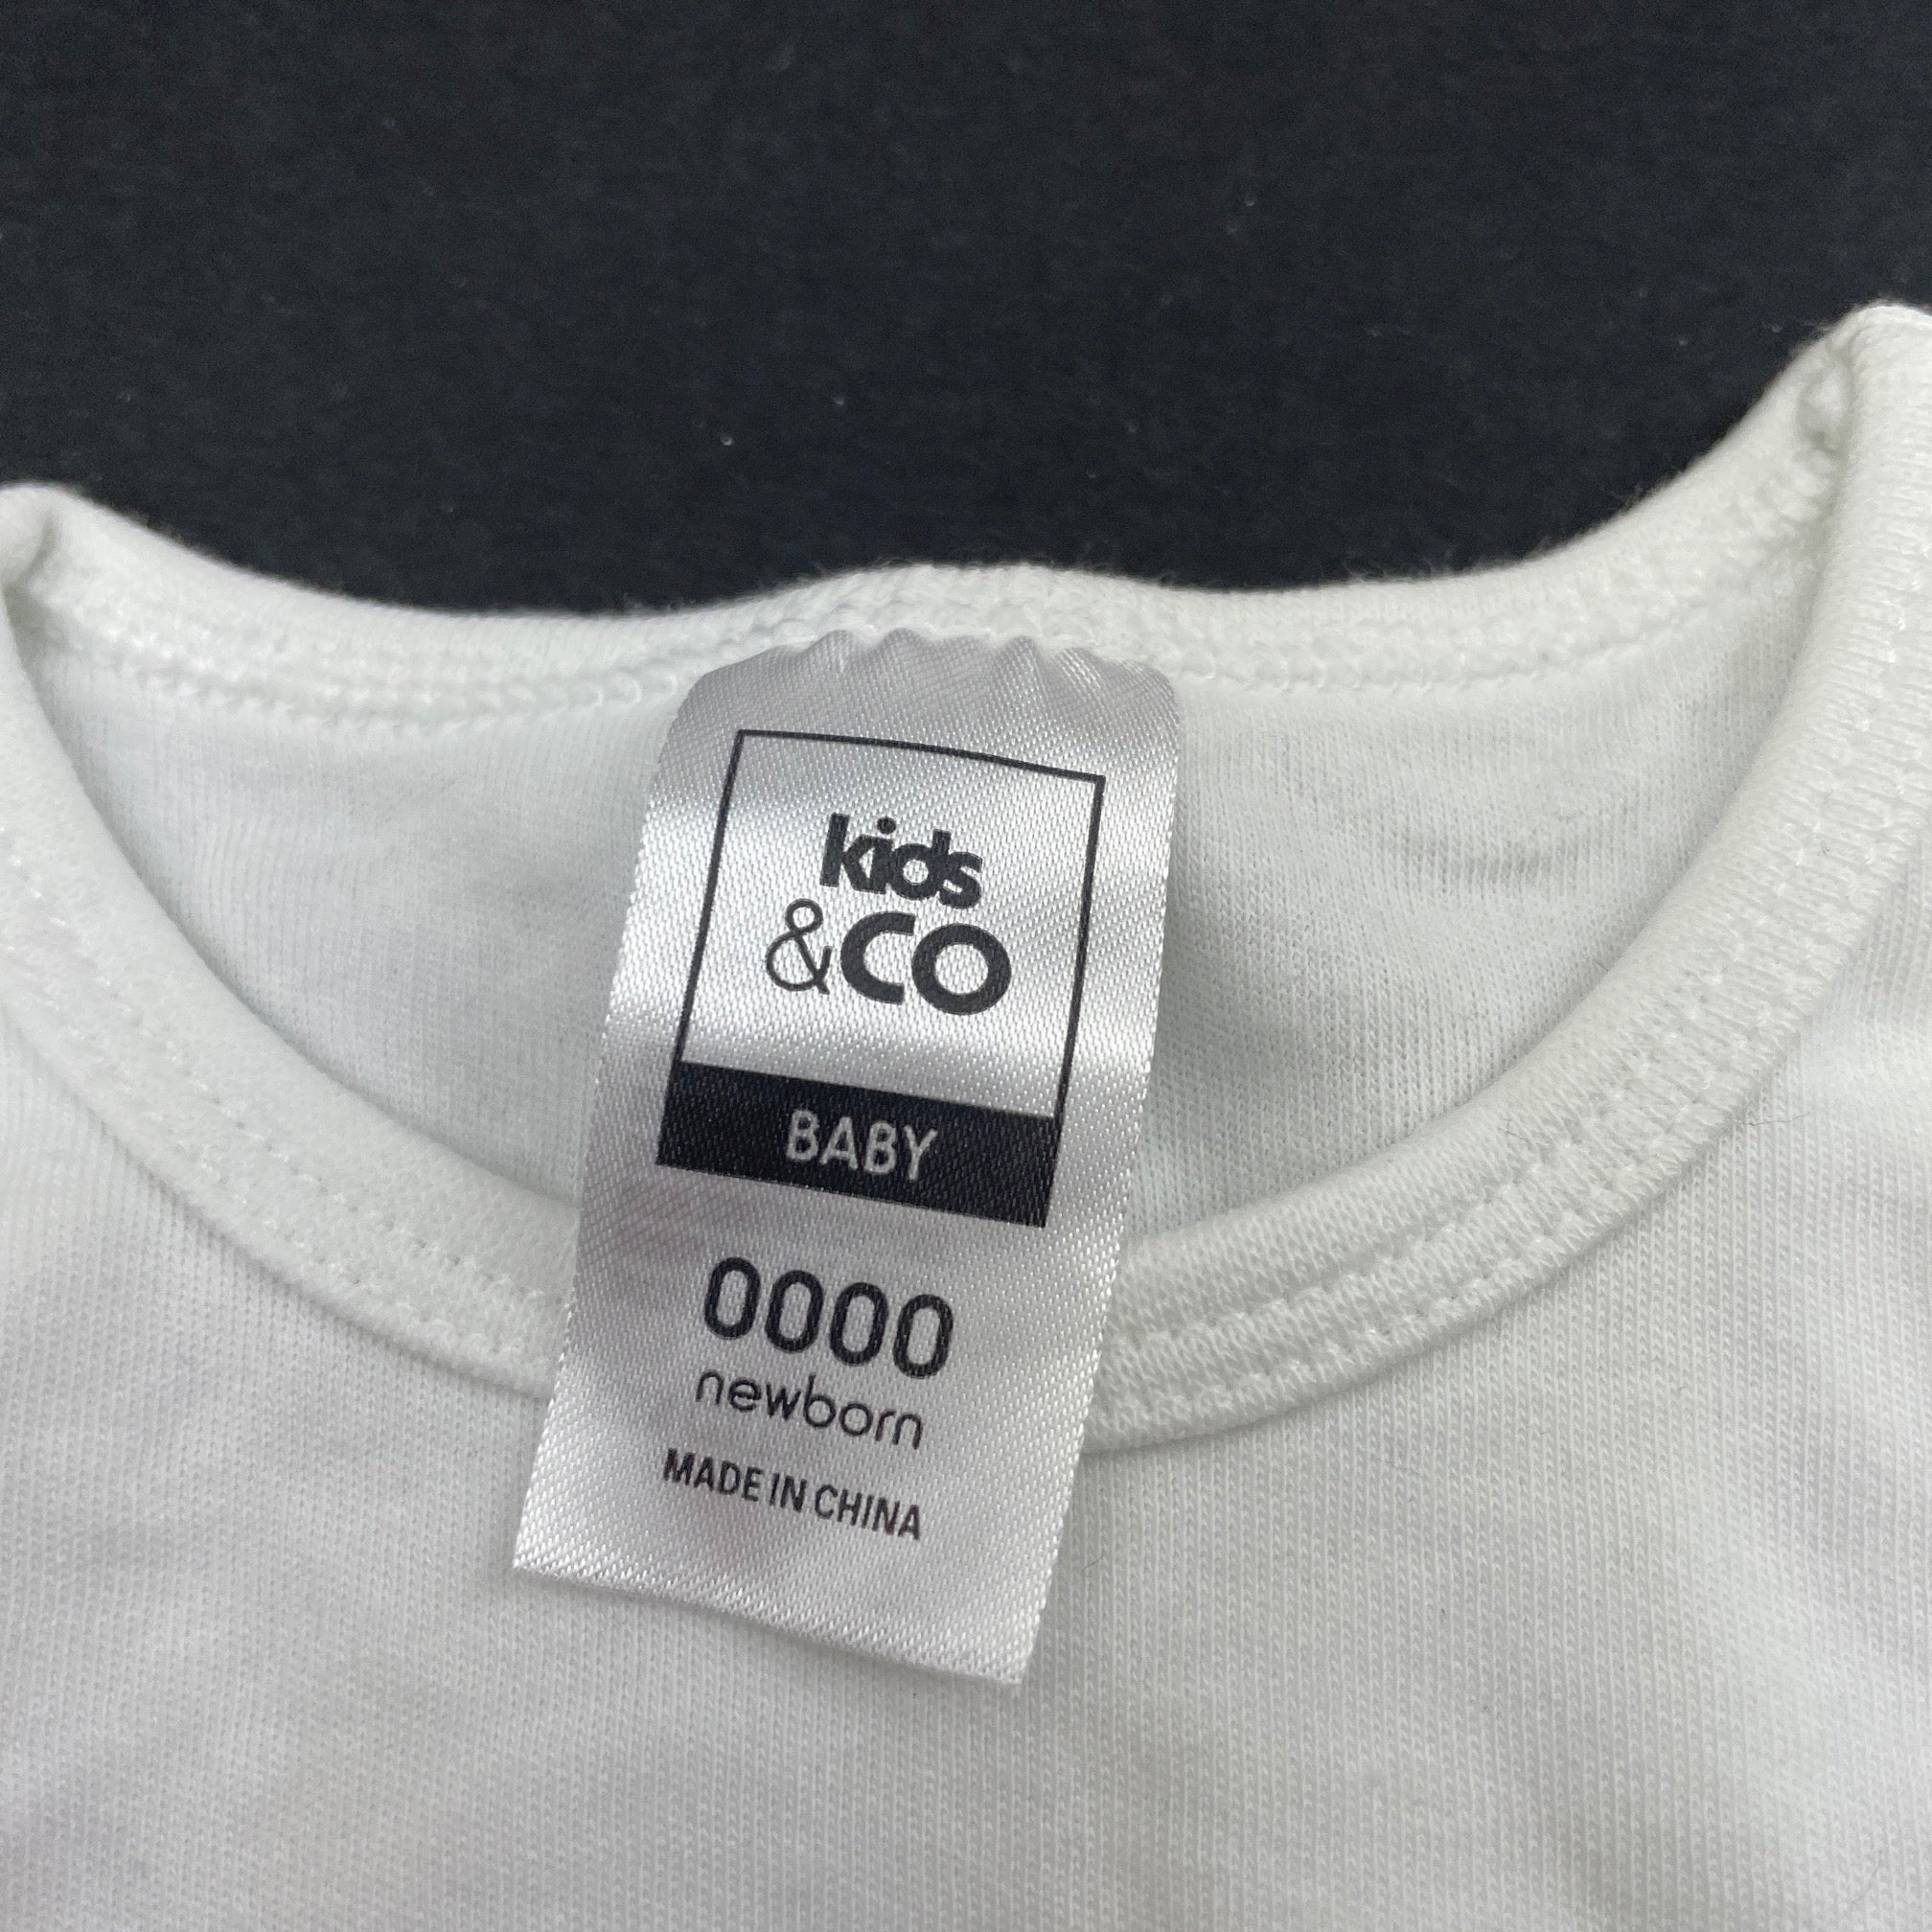 kids
&CO
BABY
0000
newborn
MADE IN CHINA